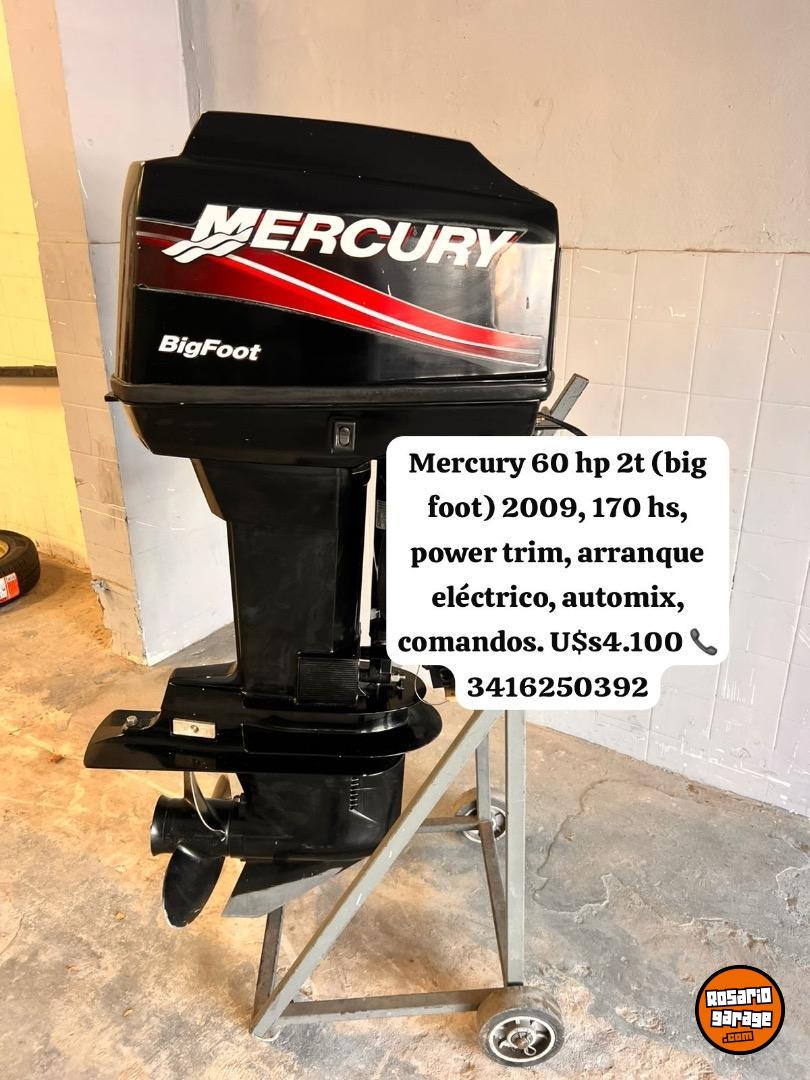 MERCURY
BigFoot
Mercury 60 hp 2t (big
foot) 2009, 170 hs,
power trim, arranque
eléctrico, automix,
comandos. U$s4.100 📞
3416250392
Rosario
garage
.com